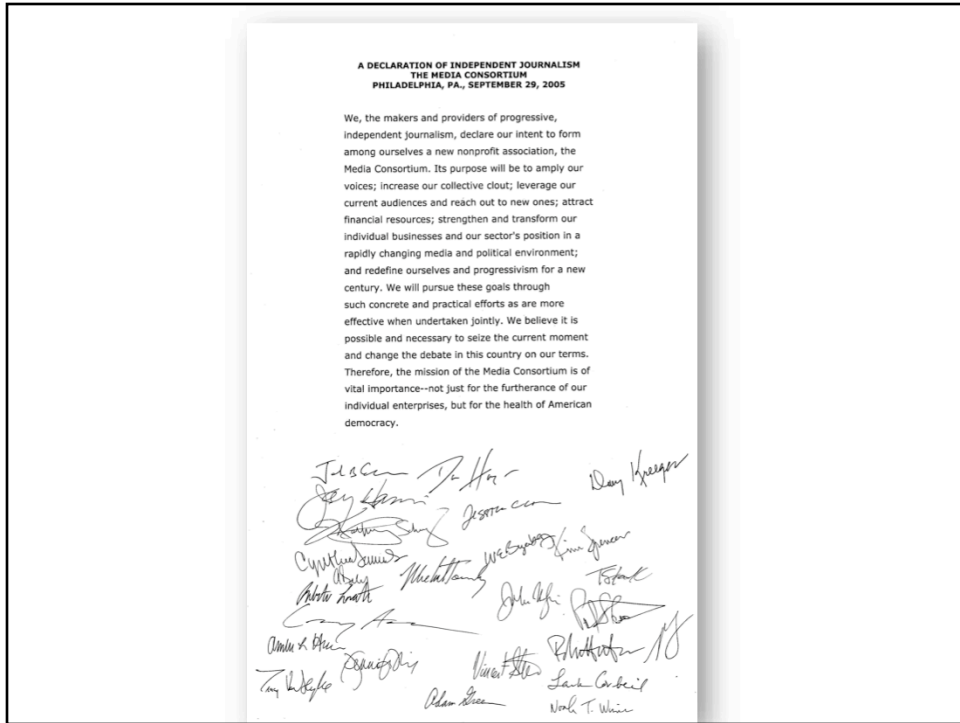 A DECLARATION OF INDEPENDENT JOURNALISM
THE MEDIA CONSORTIUM
PHILADELPHIA, PA., SEPTEMBER 29, 2005
We, the makers and providers of progressive,
independent journalism, declare our intent to form
among ourselves a new nonprofit association, the
Media Consortium. Its purpose will be to amply our
voices; increase our collective clout; leverage our
current audiences and reach out to new ones; attract
financial resources; strengthen and transform our
individual businesses and our sector's position in a
rapidly changing media and political environment;
and redefine ourselves and progressivism for a new
century. We will pursue these goals through
such concrete and practical efforts as are more
effective when undertaken jointly. We believe it is
possible and necessary to seize the current moment
and change the debate in this country on our terms.
Therefore, the mission of the Media Consortium is of
vital importance--not just for the furtherance of our
individual enterprises, but for the health of American
democracy.
Kreeger
Jessica
Spencer
Adam Green
Noah T.